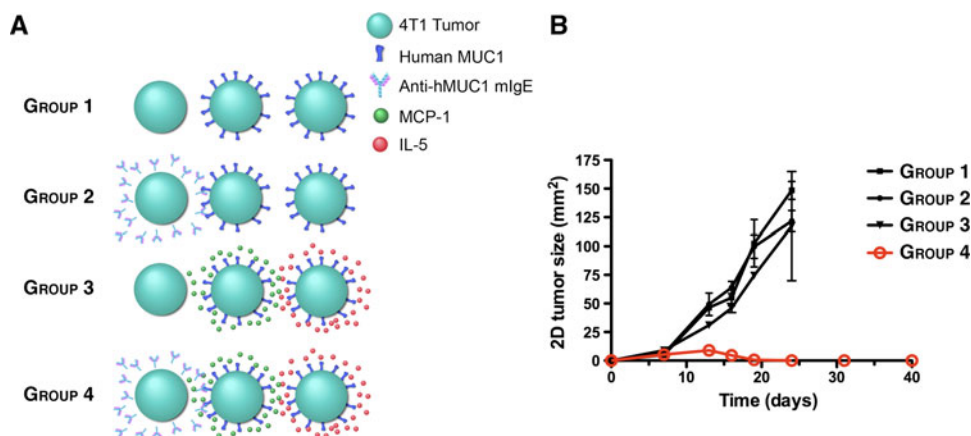 A
4T1 Tumor
Human MUC1
Anti-hMUC1 mIgE
MCP-1
IL-5
GROUP 1
GROUP 2
GROUP 3
GROUP 4
B
2D tumor size (mm²)
175
150
125
100
75
50
25
0
0
10
20
30
40
Time (days)
GROUP 1
GROUP 2
GROUP 3
GROUP 4